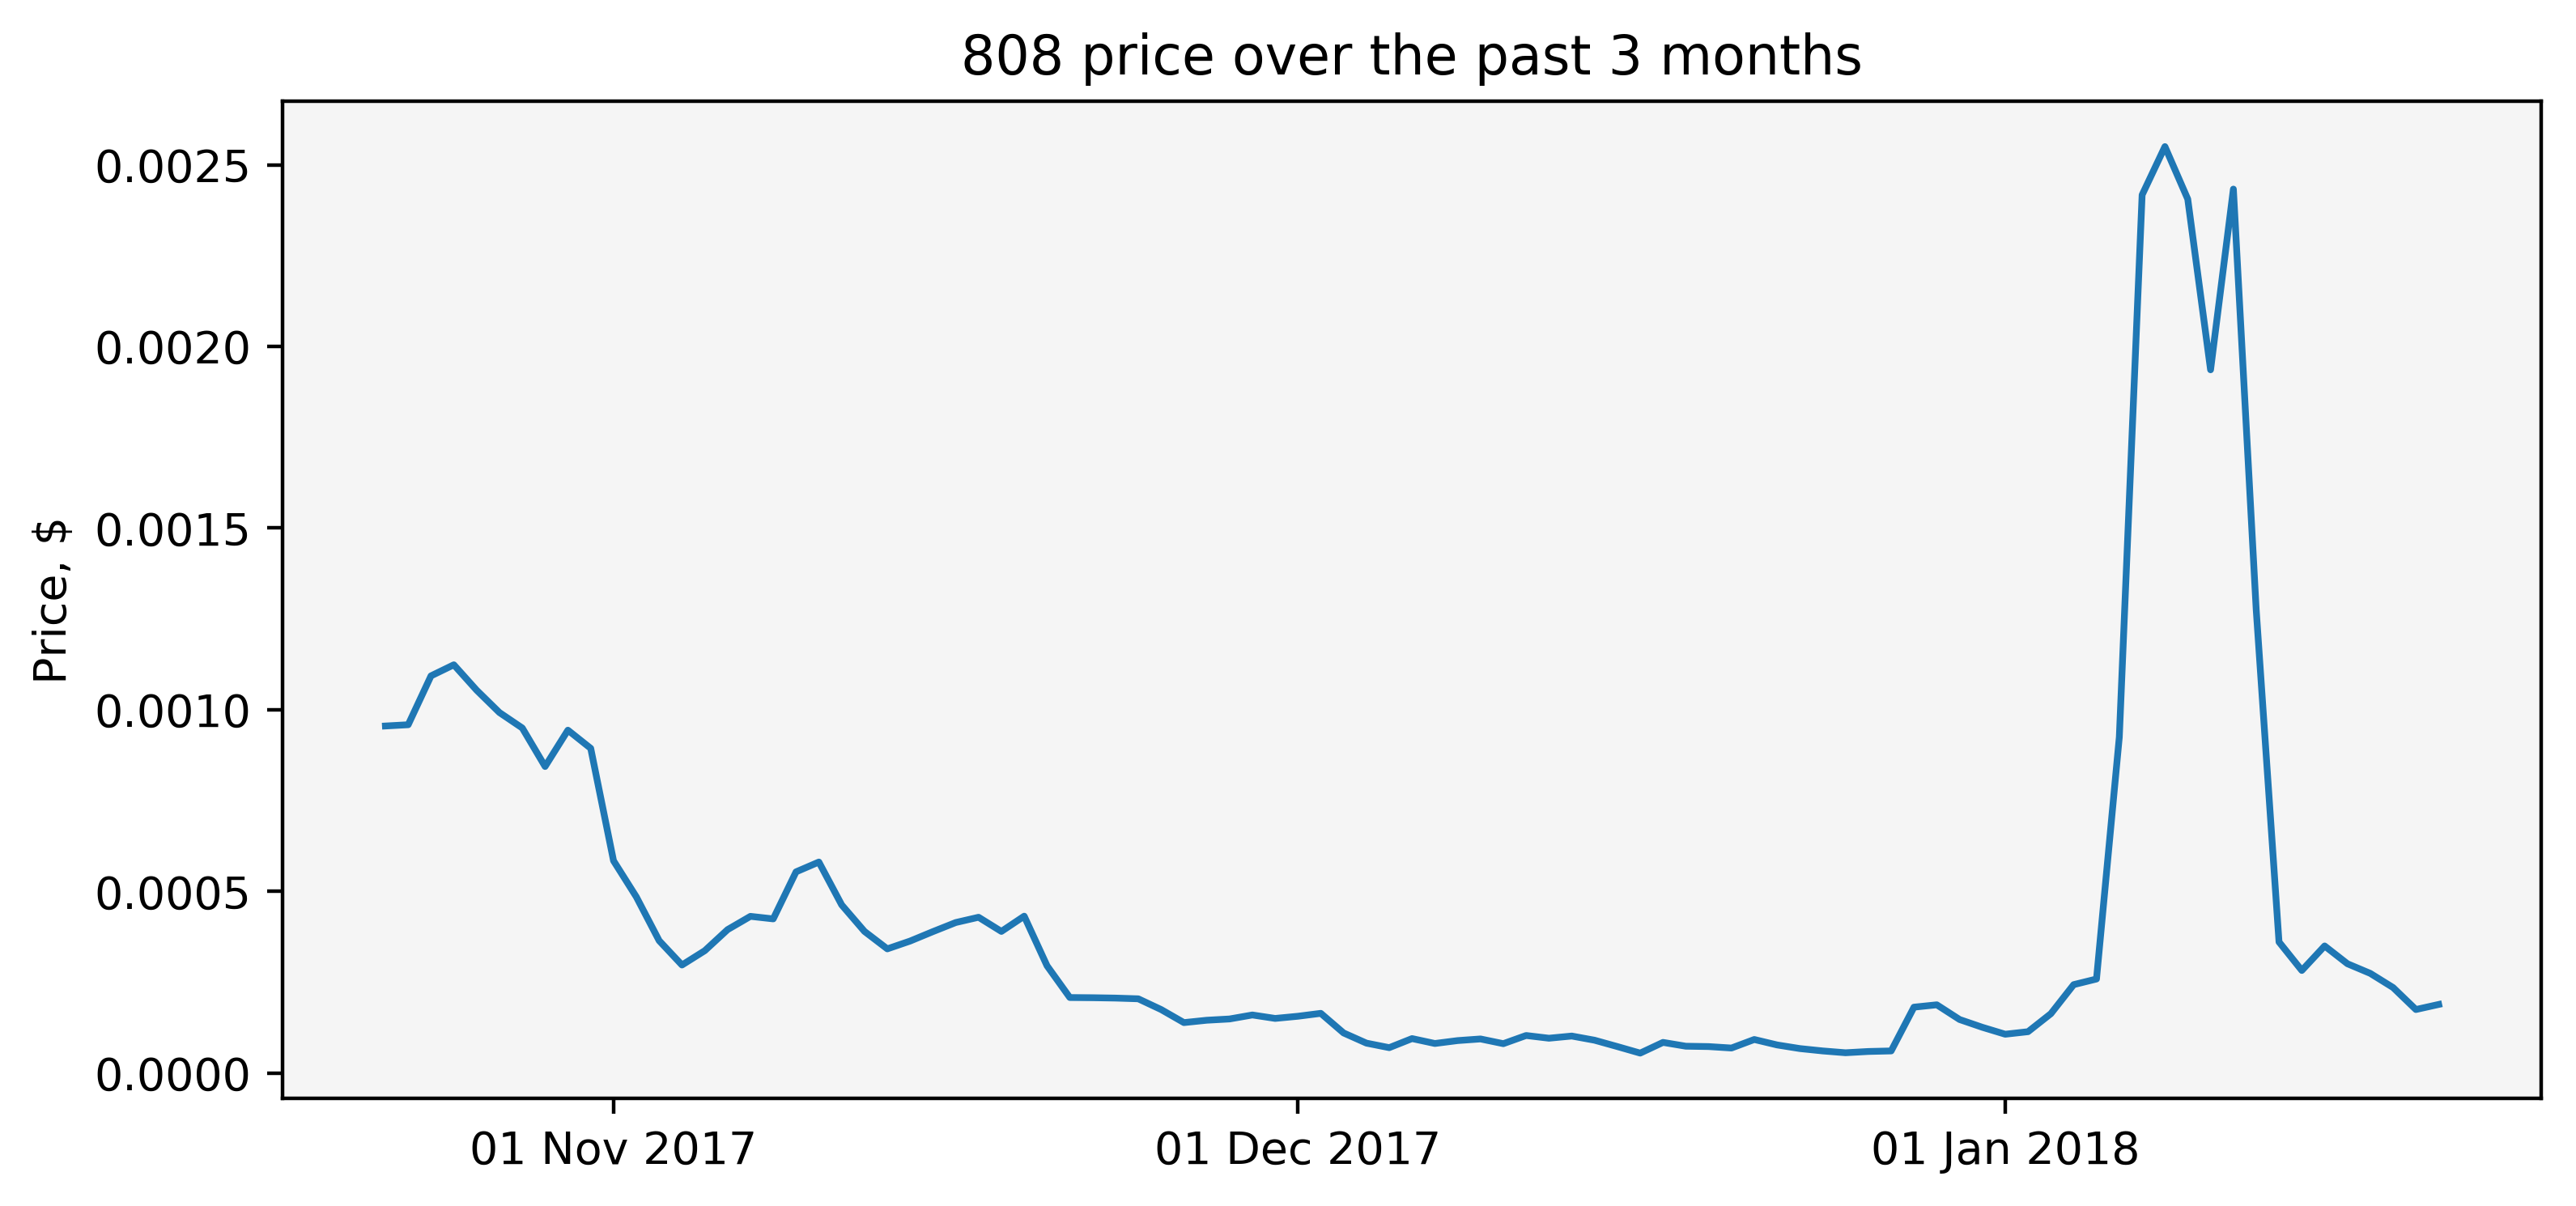 808 price over the past 3 months
Price, $
0.0025
0.0020
0.0015
0.0010
0.0005
0.0000
01 Nov 2017
01 Dec 2017
01 Jan 2018